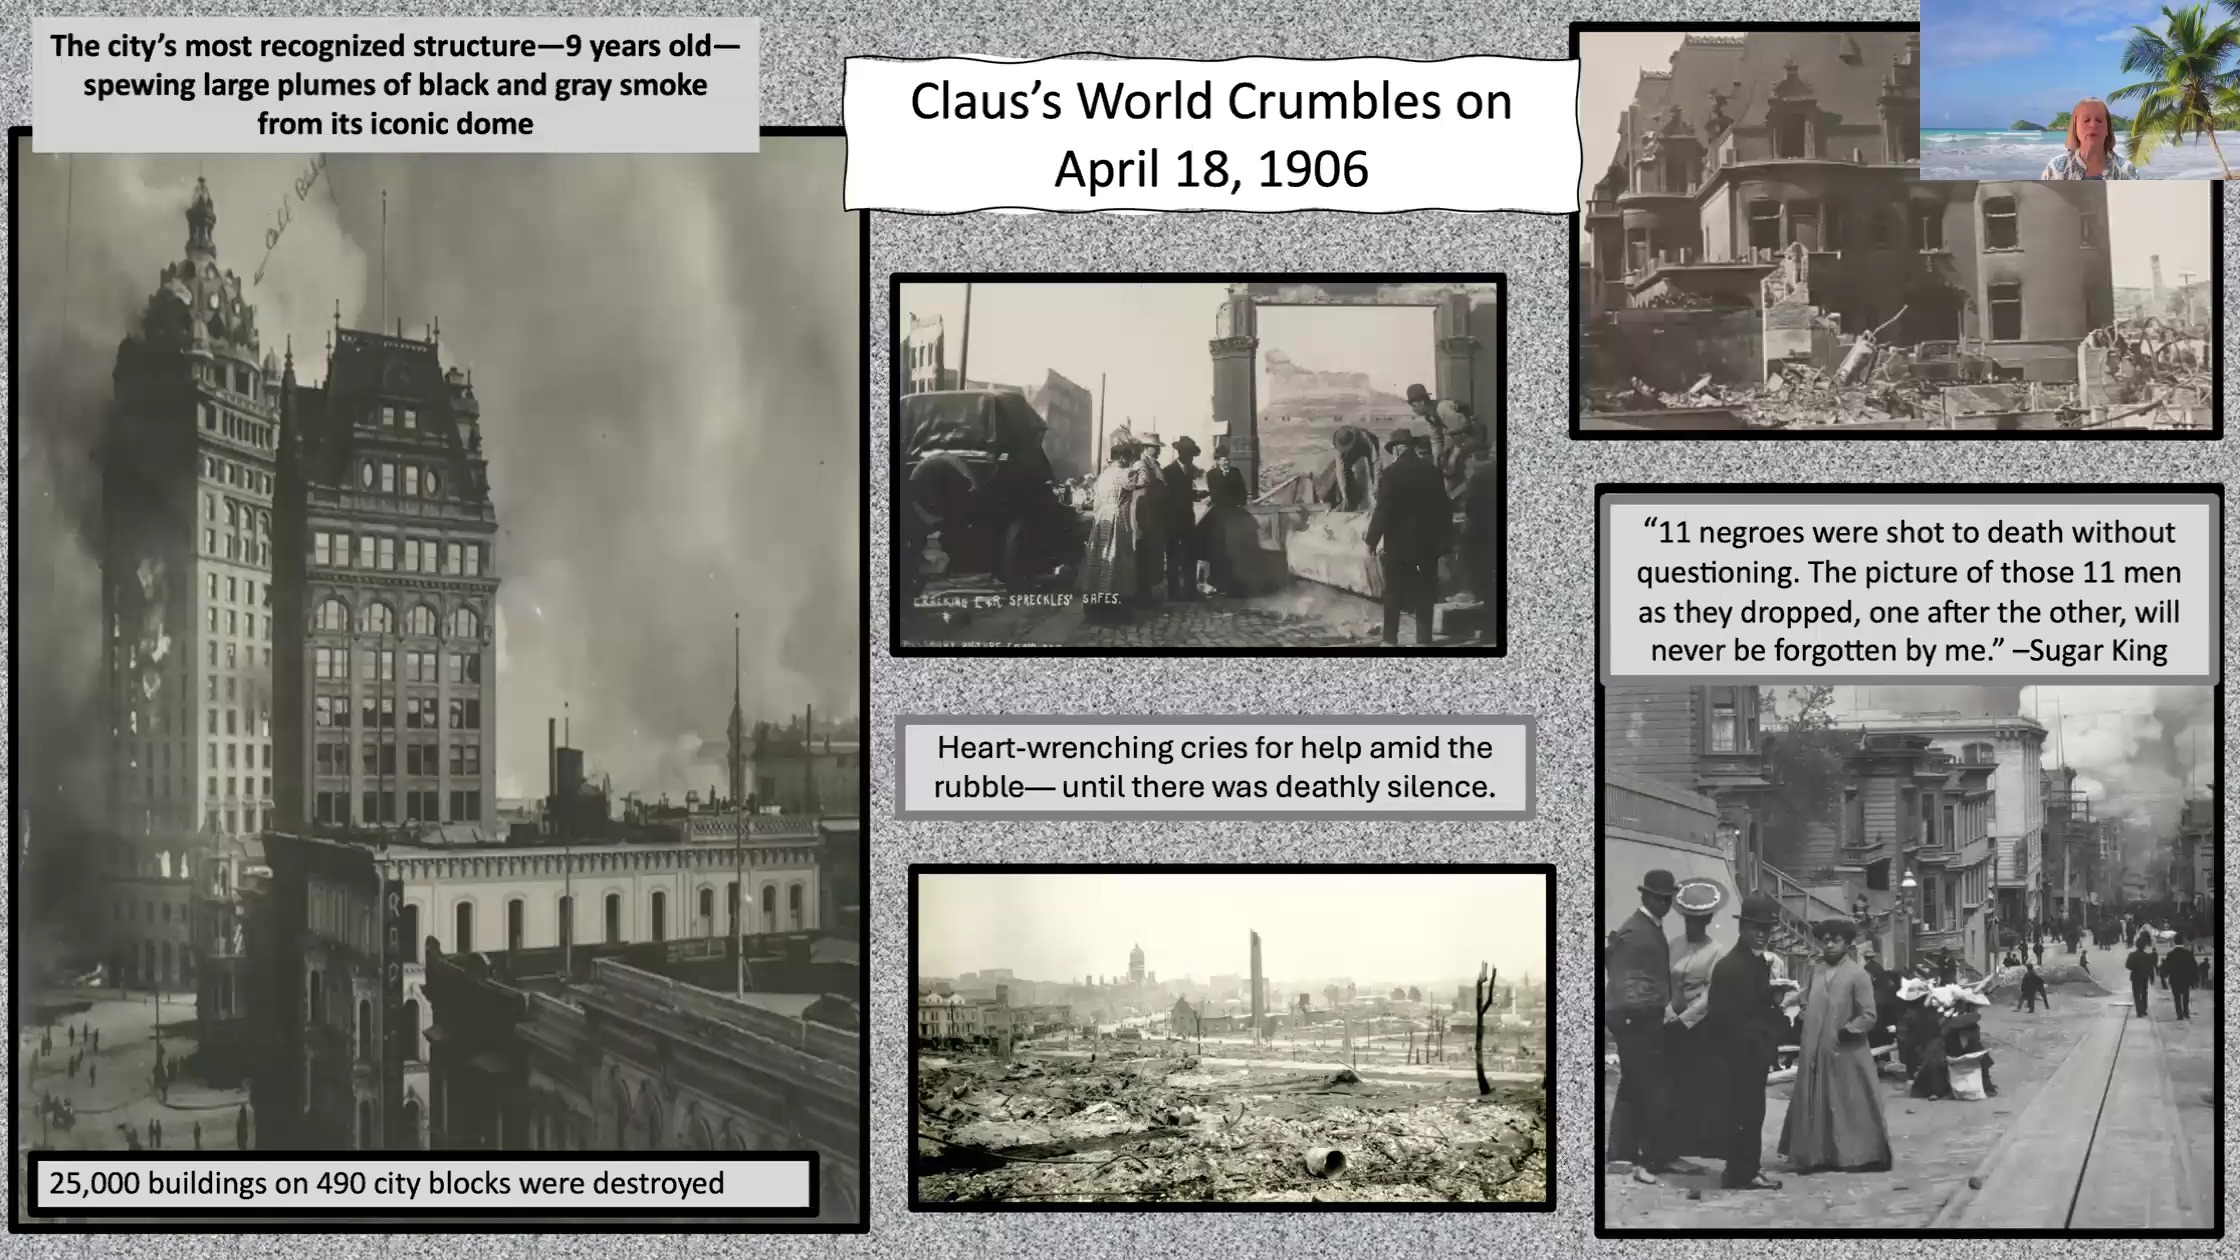 The city’s most recognized structure—9 years old—
spewing large plumes of black and gray smoke
from its iconic dome
Claus’s World Crumbles on
April 18, 1906
Call
CRACKING C & R SPRECKLES' SAFES.
“11 negroes were shot to death without
questioning. The picture of those 11 men
as they dropped, one after the other, will
never be forgotten by me.” –Sugar King
Heart-wrenching cries for help amid the
rubble— until there was deathly silence.
25,000 buildings on 490 city blocks were destroyed